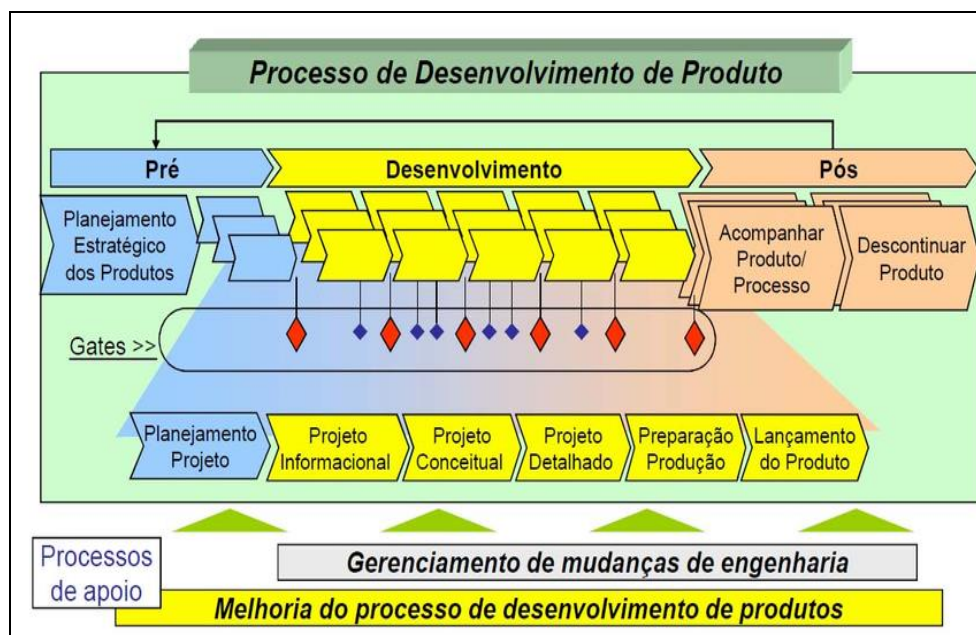 Processo de Desenvolvimento de Produto
Pré
Desenvolvimento
Pós
Planejamento
Estratégico
dos Produtos
Acompanhar
Produto/
Processo
Descontinuar
Produto
Gates >>
Planejamento
Projeto
Projeto
Informacional
Projeto
Conceitual
Projeto
Detalhado
Preparação
Produção
Lançamento
do Produto
Processos
de apoio
Gerenciamento de mudanças de engenharia
Melhoria do processo de desenvolvimento de produtos